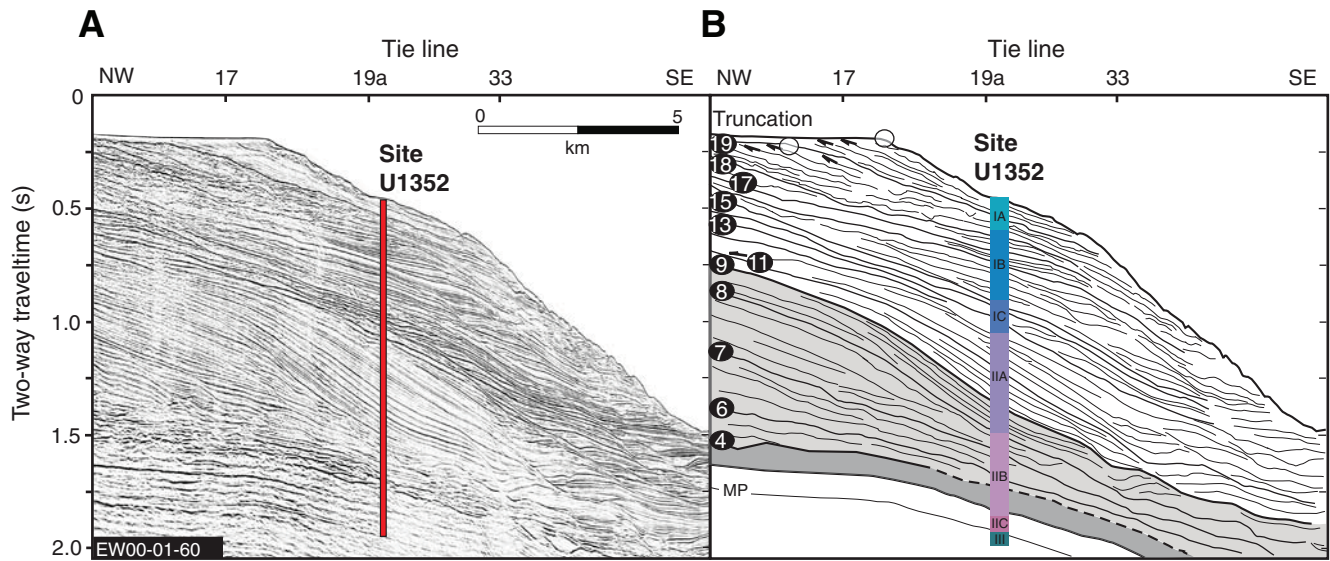 A
B
Tie line
Tie line
NW 17 19a 33 SE
NW 17 19a 33 SE
0
0.5
1.0
1.5
2.0
Two-way traveltime (s)
0 5
km
Site
U1352
EW00-01-60
Truncation
Site
U1352
19
18
17
15
13
11
9
8
7
6
4
MP
IA
IB
IC
IIA
IIB
IIC
III